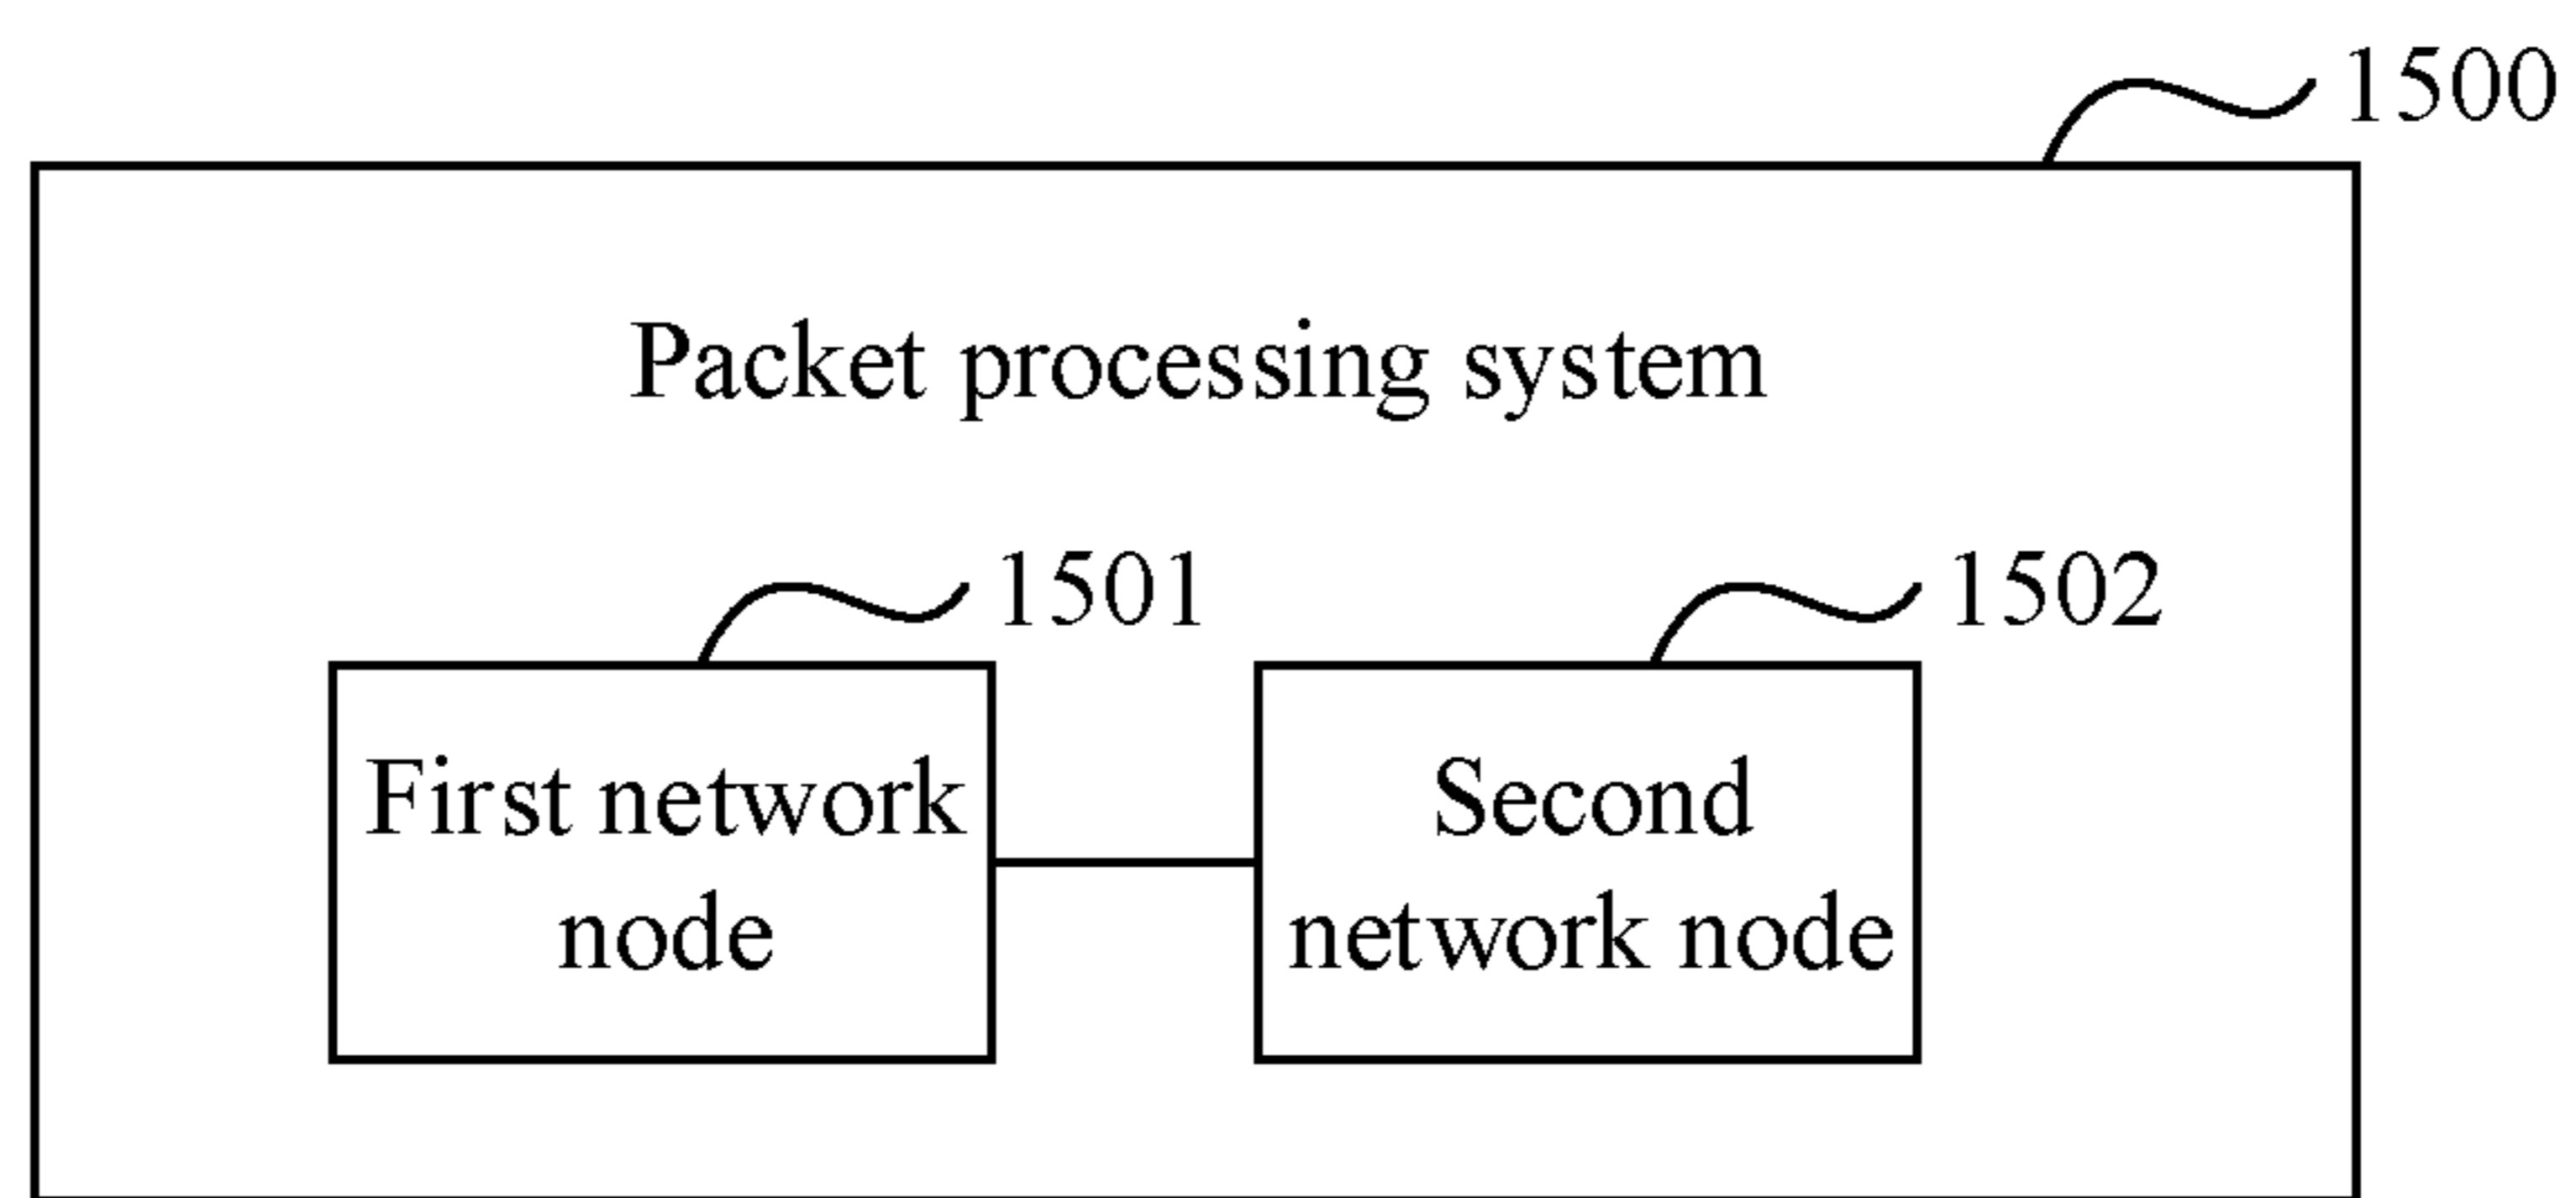 1500
Packet processing system
1501
1502
First network
node
Second
network node